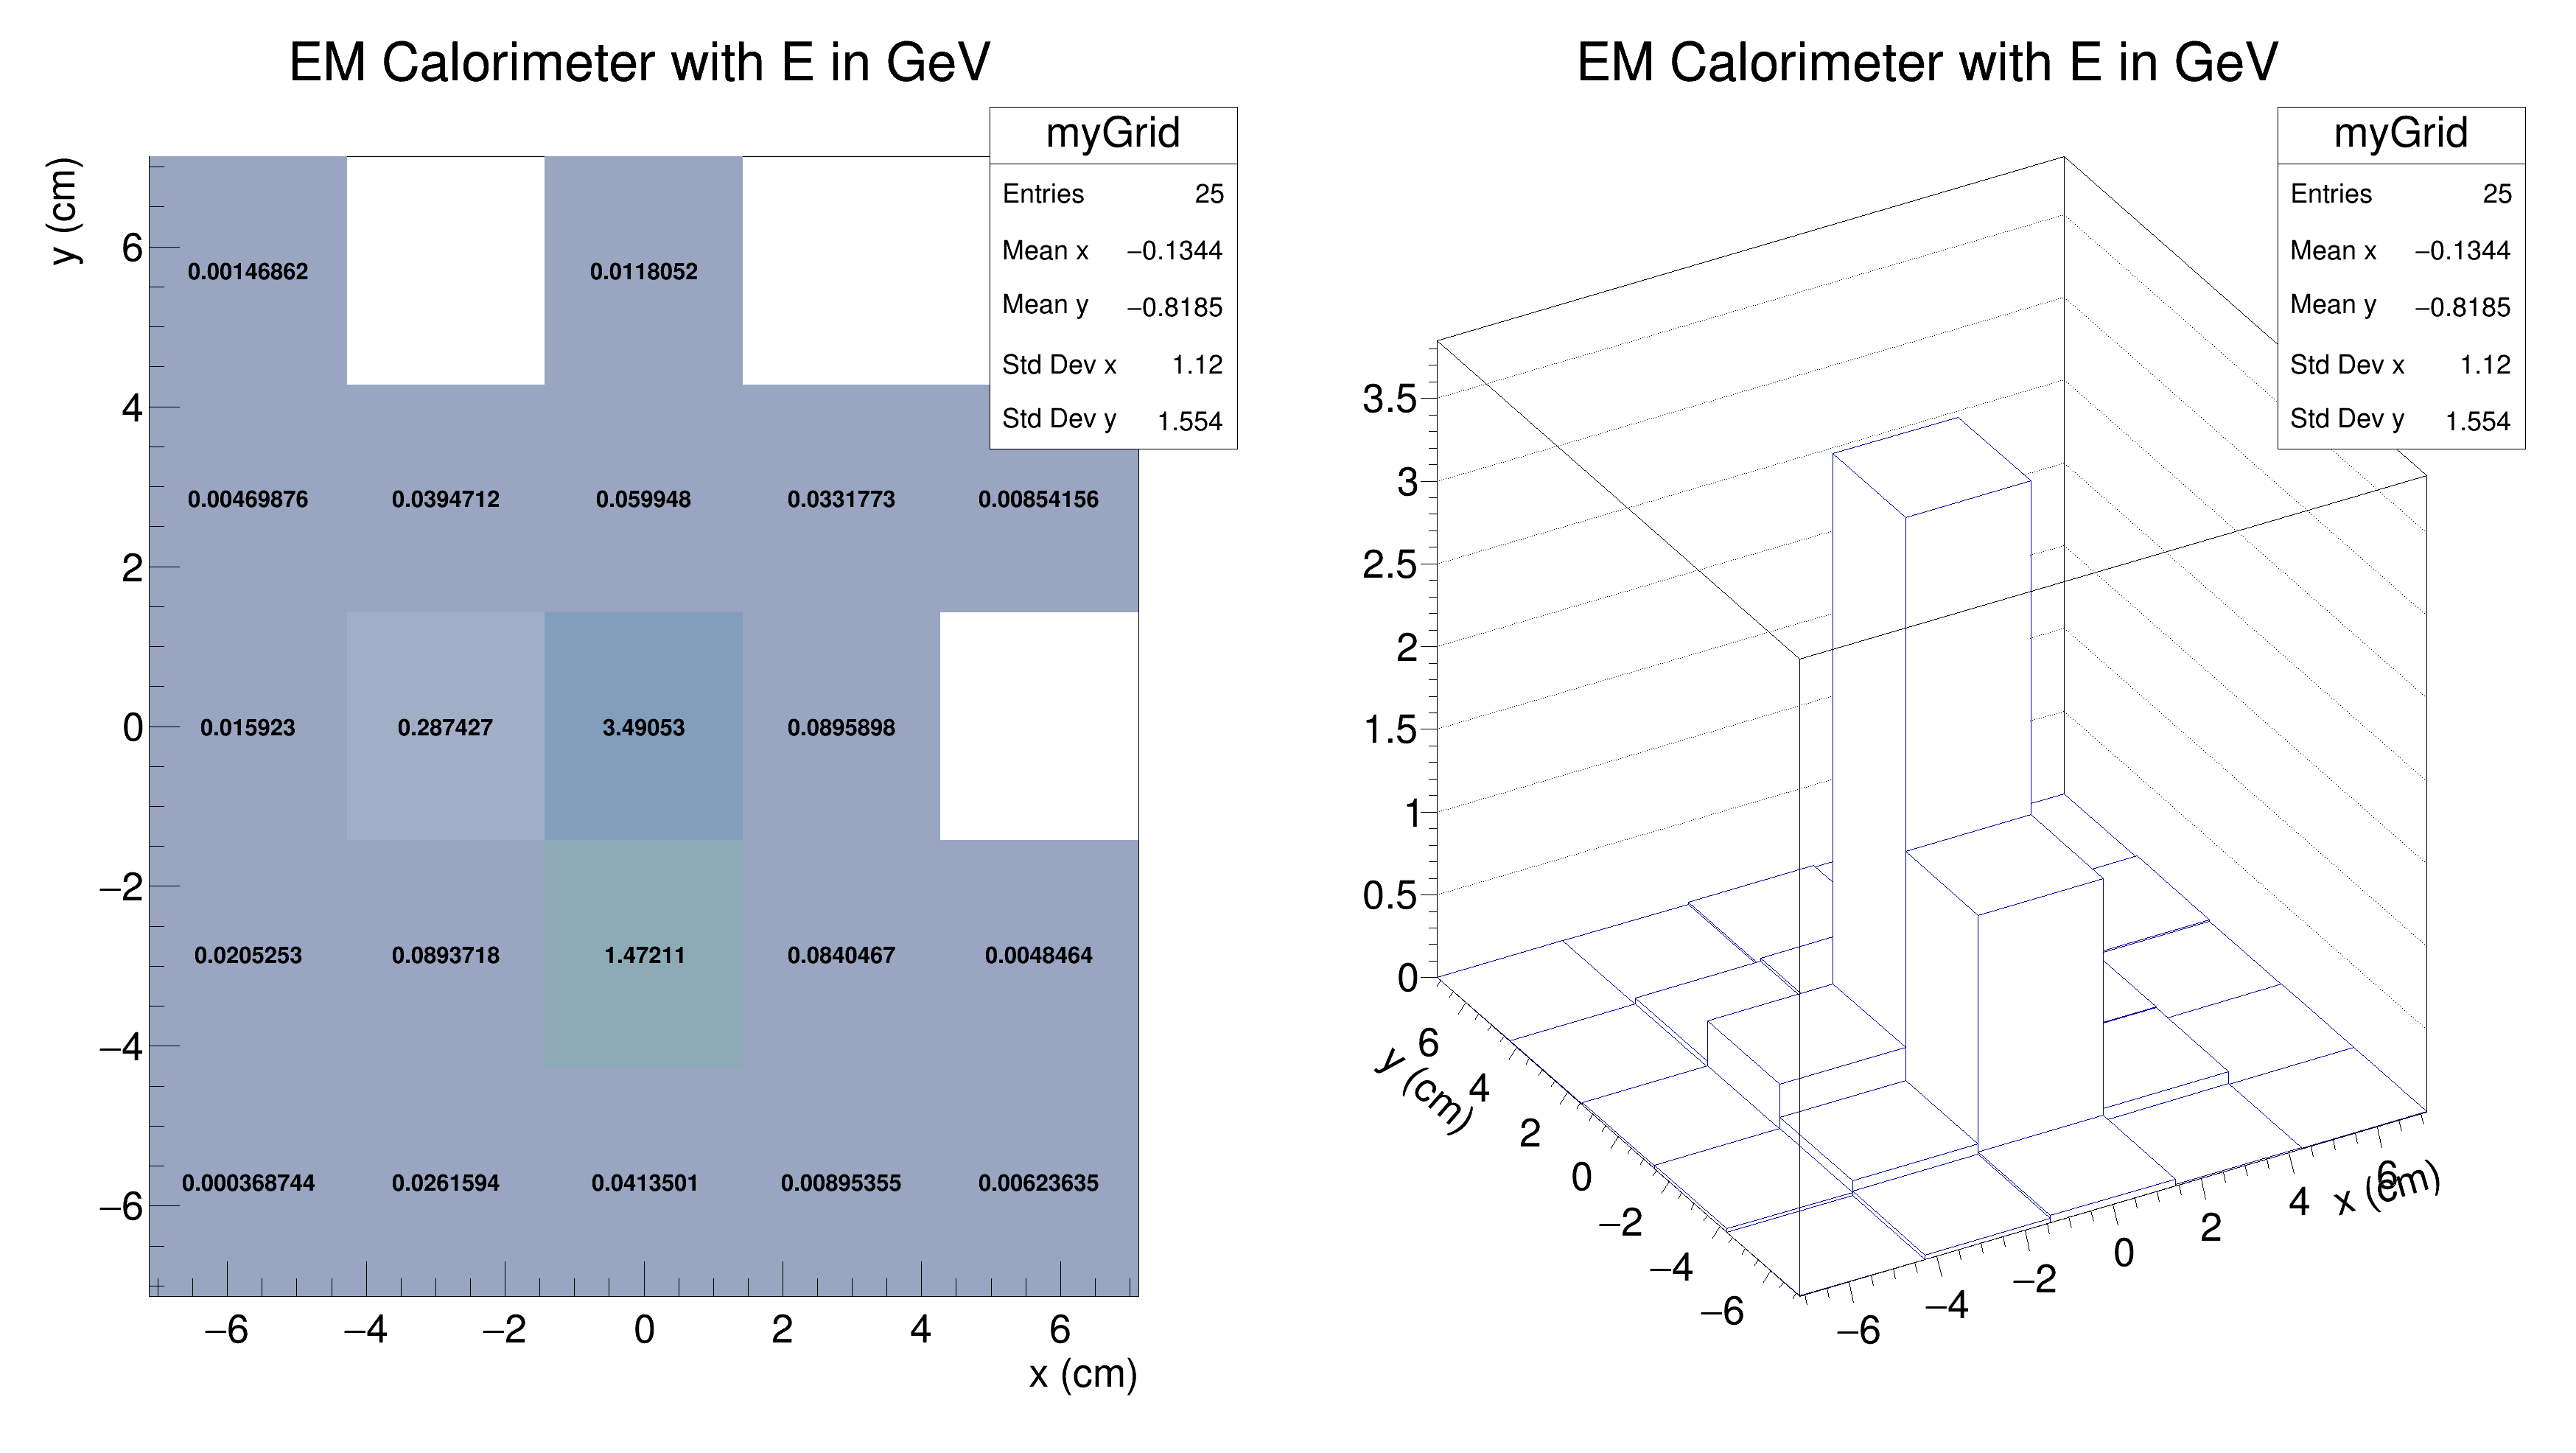 EM Calorimeter with E in GeV
myGrid
Entries 25
Mean x −0.1344
Mean y −0.8185
Std Dev x 1.12
Std Dev y 1.554
y (cm)
6
4
2
0
−2
−4
−6
0.00146862 0.0118052
0.00469876 0.0394712 0.059948 0.0331773 0.00854156
0.015923 0.287427 3.49053 0.0895898
0.0205253 0.0893718 1.47211 0.0840467 0.0048464
0.000368744 0.0261594 0.0413501 0.00895355 0.00623635
−6 −4 −2 0 2 4 6
x (cm)
EM Calorimeter with E in GeV
myGrid
Entries 25
Mean x −0.1344
Mean y −0.8185
Std Dev x 1.12
Std Dev y 1.554
3.5
3
2.5
2
1.5
1
0.5
0
y (cm)
6
4
2
0
−2
−4
−6
−6 −4 −2 0 2 4 6
x (cm)